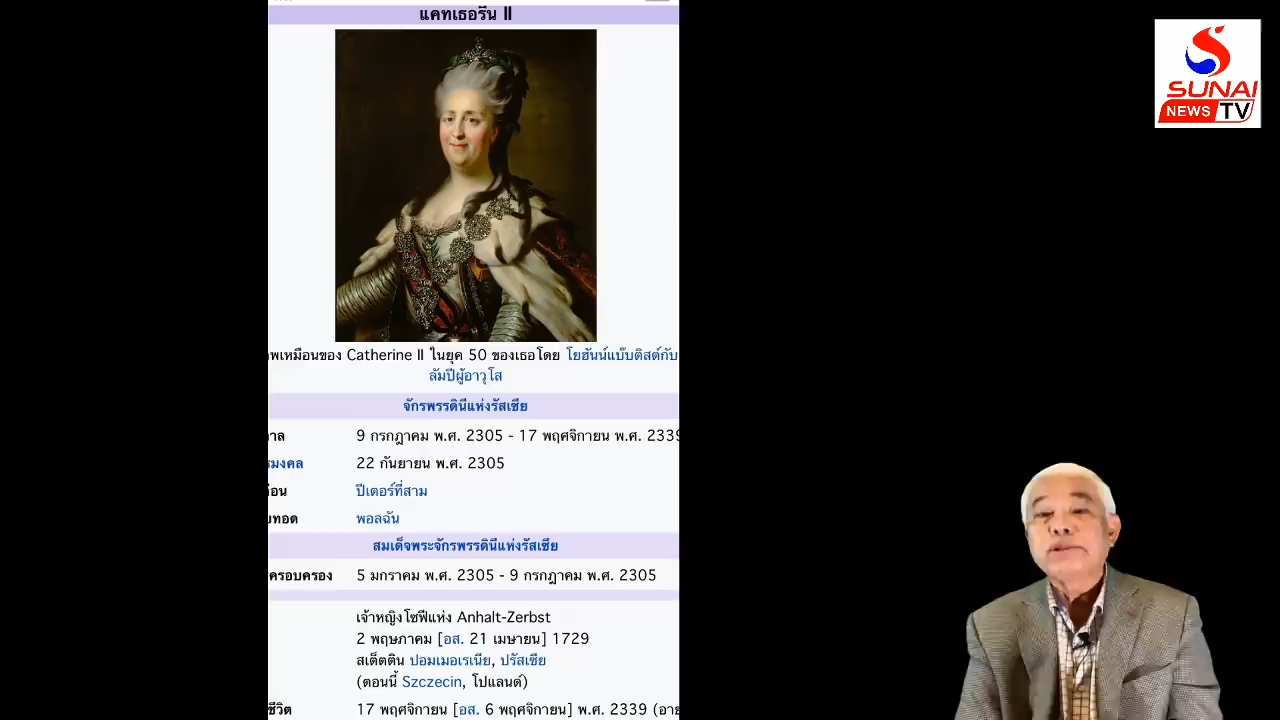 แคทเธอรีน II
SUNAI
NEWS TV
พเหมือนของ Catherine II ในยุค 50 ของเธอโดย โยฮันน์แบ๊บติสต์กับ
ลัมปีผู้อาวุโส
จักรพรรดินีแห่งรัสเซีย
าล 9 กรกฎาคม พ.ศ. 2305 - 17 พฤศจิกายน พ.ศ. 2339
รมงคล 22 กันยายน พ.ศ. 2305
ก่อน ปีเตอร์ที่สาม
บทอด พอลฉัน
สมเด็จพระจักรพรรดินีแห่งรัสเซีย
ครอบครอง 5 มกราคม พ.ศ. 2305 - 9 กรกฎาคม พ.ศ. 2305
เจ้าหญิงโซฟีแห่ง Anhalt-Zerbst
2 พฤษภาคม [อส. 21 เมษายน] 1729
สเต็ตติน ปอมเมอเรเนีย, ปรัสเซีย
(ตอนนี้ Szczecin, โปแลนด์)
ชีวิต 17 พฤศจิกายน [อส. 6 พฤศจิกายน] พ.ศ. 2339 (อาย